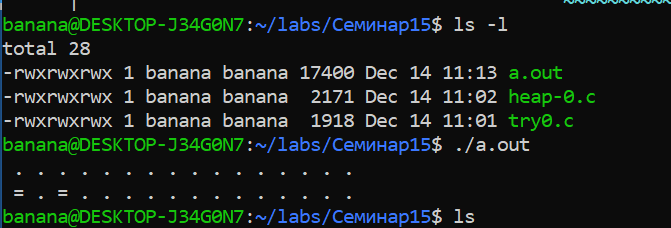 banana@DESKTOP-J34G0N7:~/labs/Семинар15$ ls -l
total 28
-rwxrwxrwx 1 banana banana 17400 Dec 14 11:13 a.out
-rwxrwxrwx 1 banana banana  2171 Dec 14 11:02 heap-0.c
-rwxrwxrwx 1 banana banana  1918 Dec 14 11:01 try0.c
banana@DESKTOP-J34G0N7:~/labs/Семинар15$ ./a.out
 . . . . . . . . . . . . . . . .
 = . = . . . . . . . . . . . . .
banana@DESKTOP-J34G0N7:~/labs/Семинар15$ ls